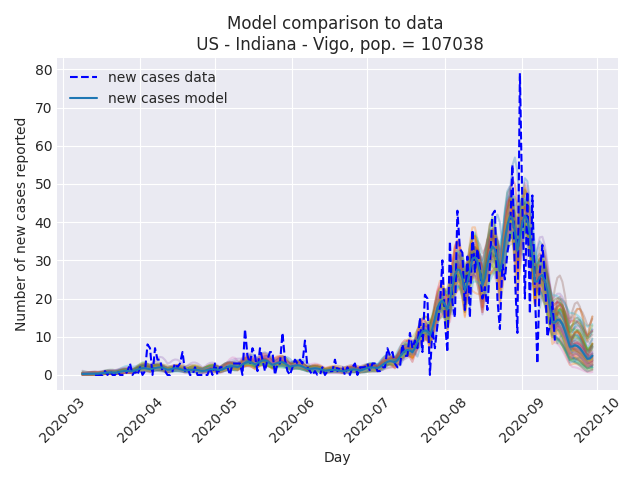 Model comparison to data
US - Indiana - Vigo, pop. = 107038
new cases data
new cases model
Number of new cases reported
80
70
60
50
40
30
20
10
0
2020-03
2020-04
2020-05
2020-06
2020-07
2020-08
2020-09
2020-10
Day